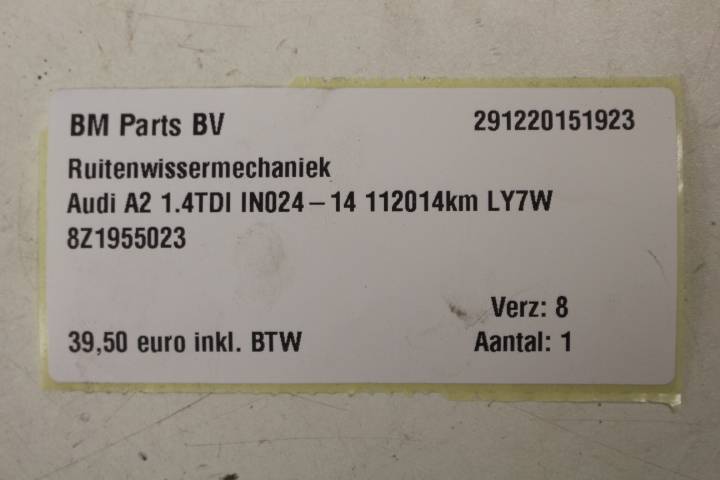 BM Parts BV 291220151923
Ruitenwissermechaniek
Audi A2 1.4TDI IN024-14 112014km LY7W
8Z1955023
Verz: 8
39,50 euro inkl. BTW Aantal: 1